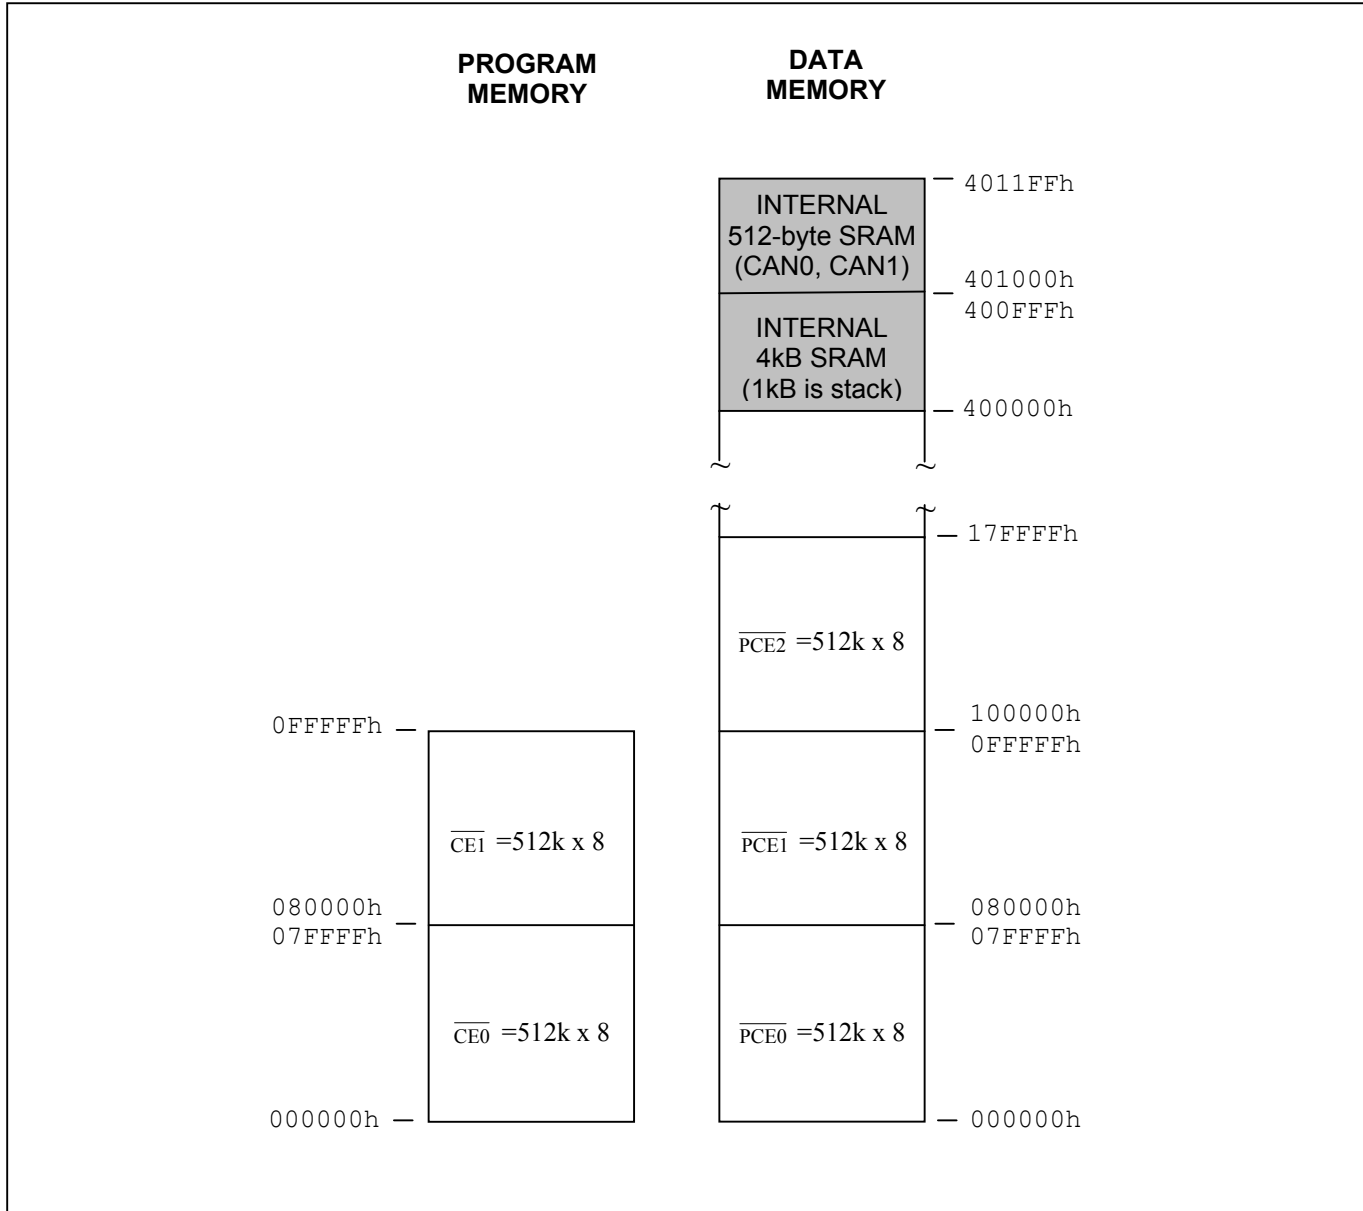 PROGRAM
MEMORY
DATA
MEMORY
INTERNAL
512-byte SRAM
(CAN0, CAN1)
INTERNAL
4kB SRAM
(1kB is stack)
4011FFh
401000h
400FFFh
400000h
~ ~
~ ~
17FFFFh
PCE2 =512k x 8
100000h
0FFFFFh
PCE1 =512k x 8
080000h
07FFFFh
PCE0 =512k x 8
000000h
0FFFFFh
CE1 =512k x 8
080000h
07FFFFh
CE0 =512k x 8
000000h